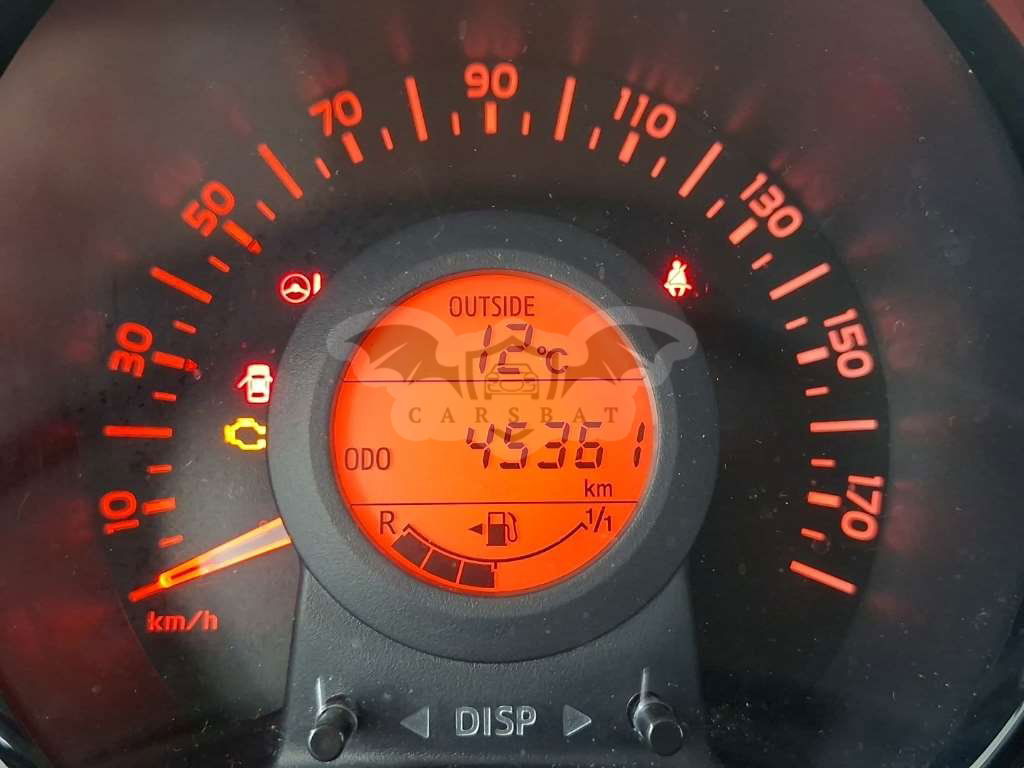 90
70
110
50
130
30
150
10
170
km/h
OUTSIDE
12°C
CARSBAT
ODO 45361
km
R 1/1
DISP